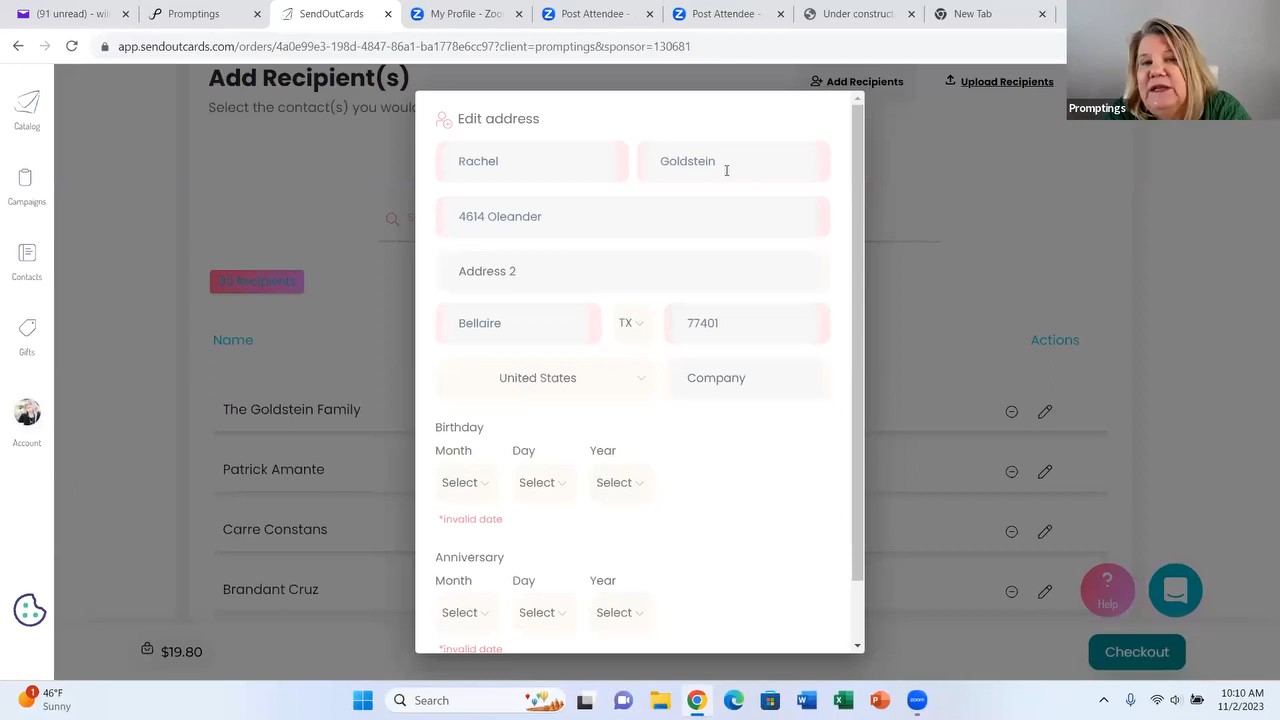 (91 unread) - wil
Promptings
SendOutCards
My Profile - Zoo
Post Attendee -
Post Attendee -
Under construct
New Tab
app.sendoutcards.com/orders/4a0e99e3-198d-4847-86a1-ba1778e6cc97?client=promptings&sponsor=130681
Promptings
Catalog
Campaigns
Contacts
Gifts
Account
Add Recipient(s)
Add Recipients
Upload Recipients
Select the contact(s) you would
30 Recipients
Name
Actions
The Goldstein Family
Patrick Amante
Carre Constans
Brandant Cruz
Edit address
Rachel
Goldstein
4614 Oleander
Address 2
Bellaire
TX
77401
United States
Company
Birthday
Month Day Year
Select Select Select
*invalid date
Anniversary
Month Day Year
Select Select Select
*invalid date
?
Help
$19.80
Checkout
1
46°F
Sunny
Search
zoom
10:10 AM
11/2/2023